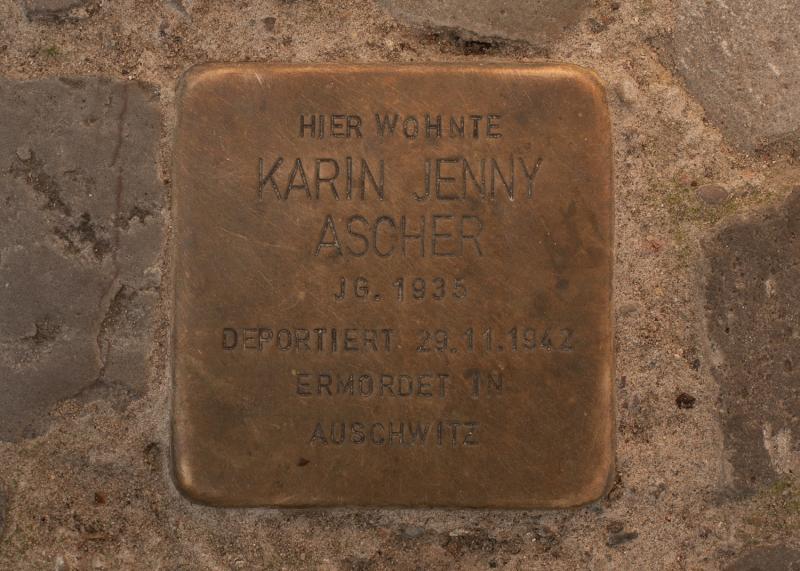 HIER WOHNTE
KARIN JENNY
ASCHER
JG. 1935
DEPORTIERT 29.11.1942
ERMORDET IN
AUSCHWITZ